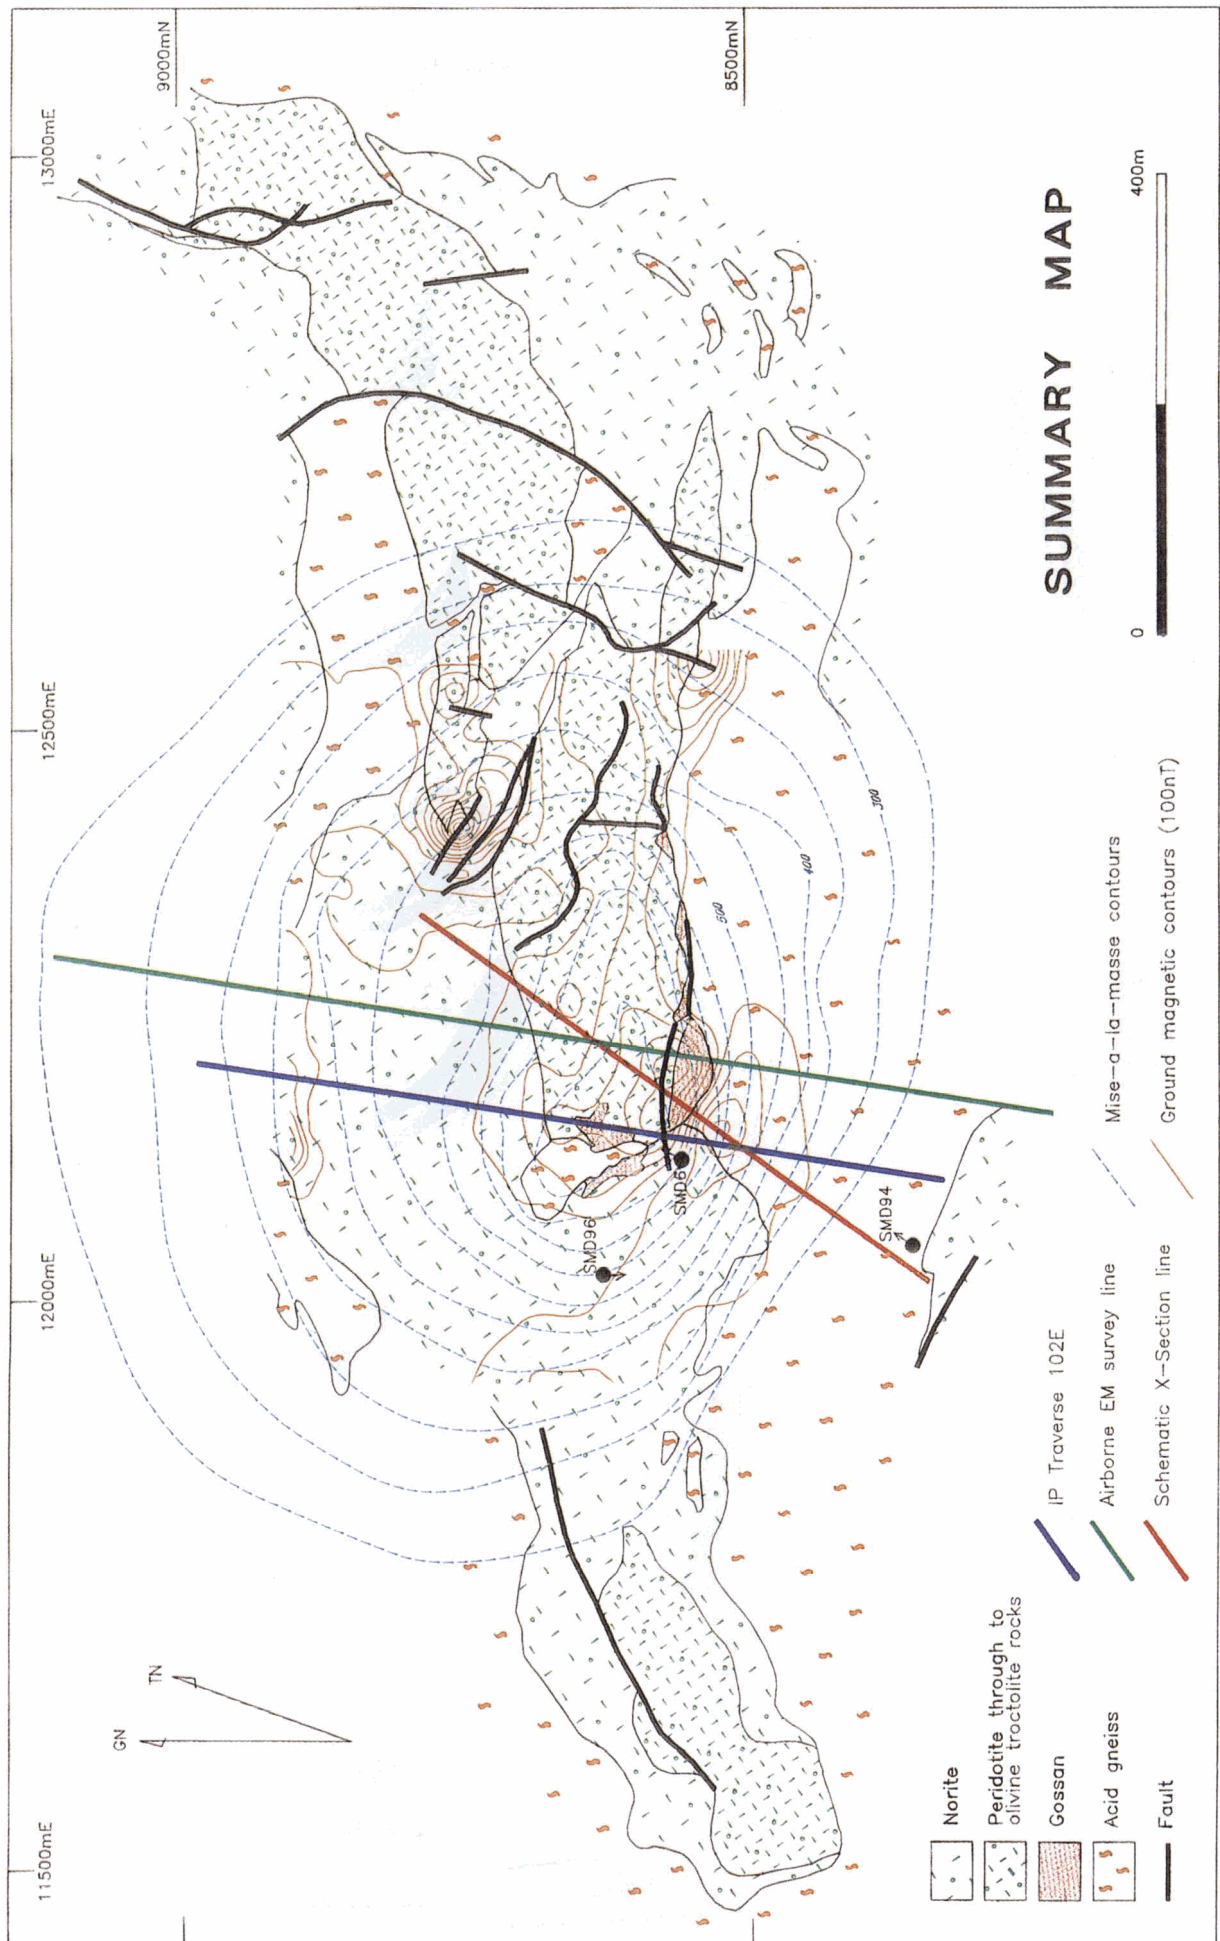 11500mE
12000mE
12500mE
13000mE
9000mN
8500mN
GN
TN
SMD96
SMD6
SMD94
500
400
300
Norite
Peridotite through to
olivine troctolite rocks
Gossan
Acid gneiss
Fault
IP Traverse 102E
Airborne EM survey line
Schematic X-Section line
Mise-a-la-masse contours
Ground magnetic contours (100nT)
SUMMARY MAP
0 400m